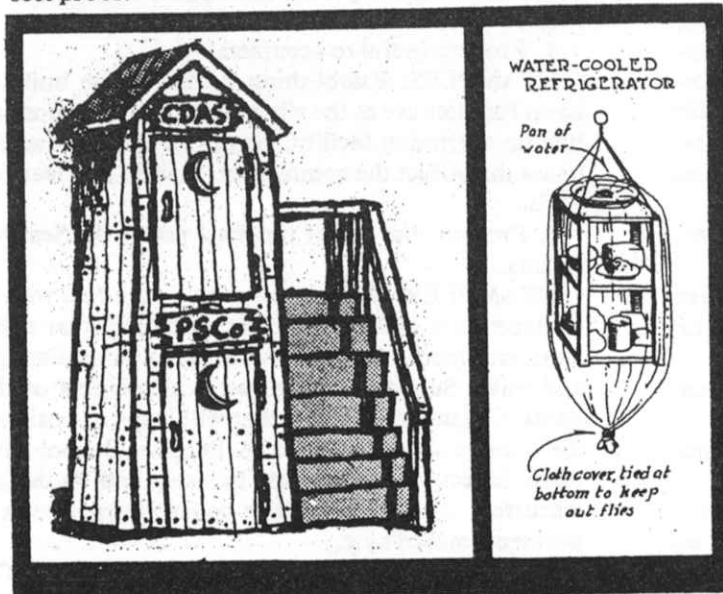 CDAS
PSCo
WATER-COOLED
REFRIGERATOR
Pan of
water
Cloth cover, tied at
bottom to keep
out flies